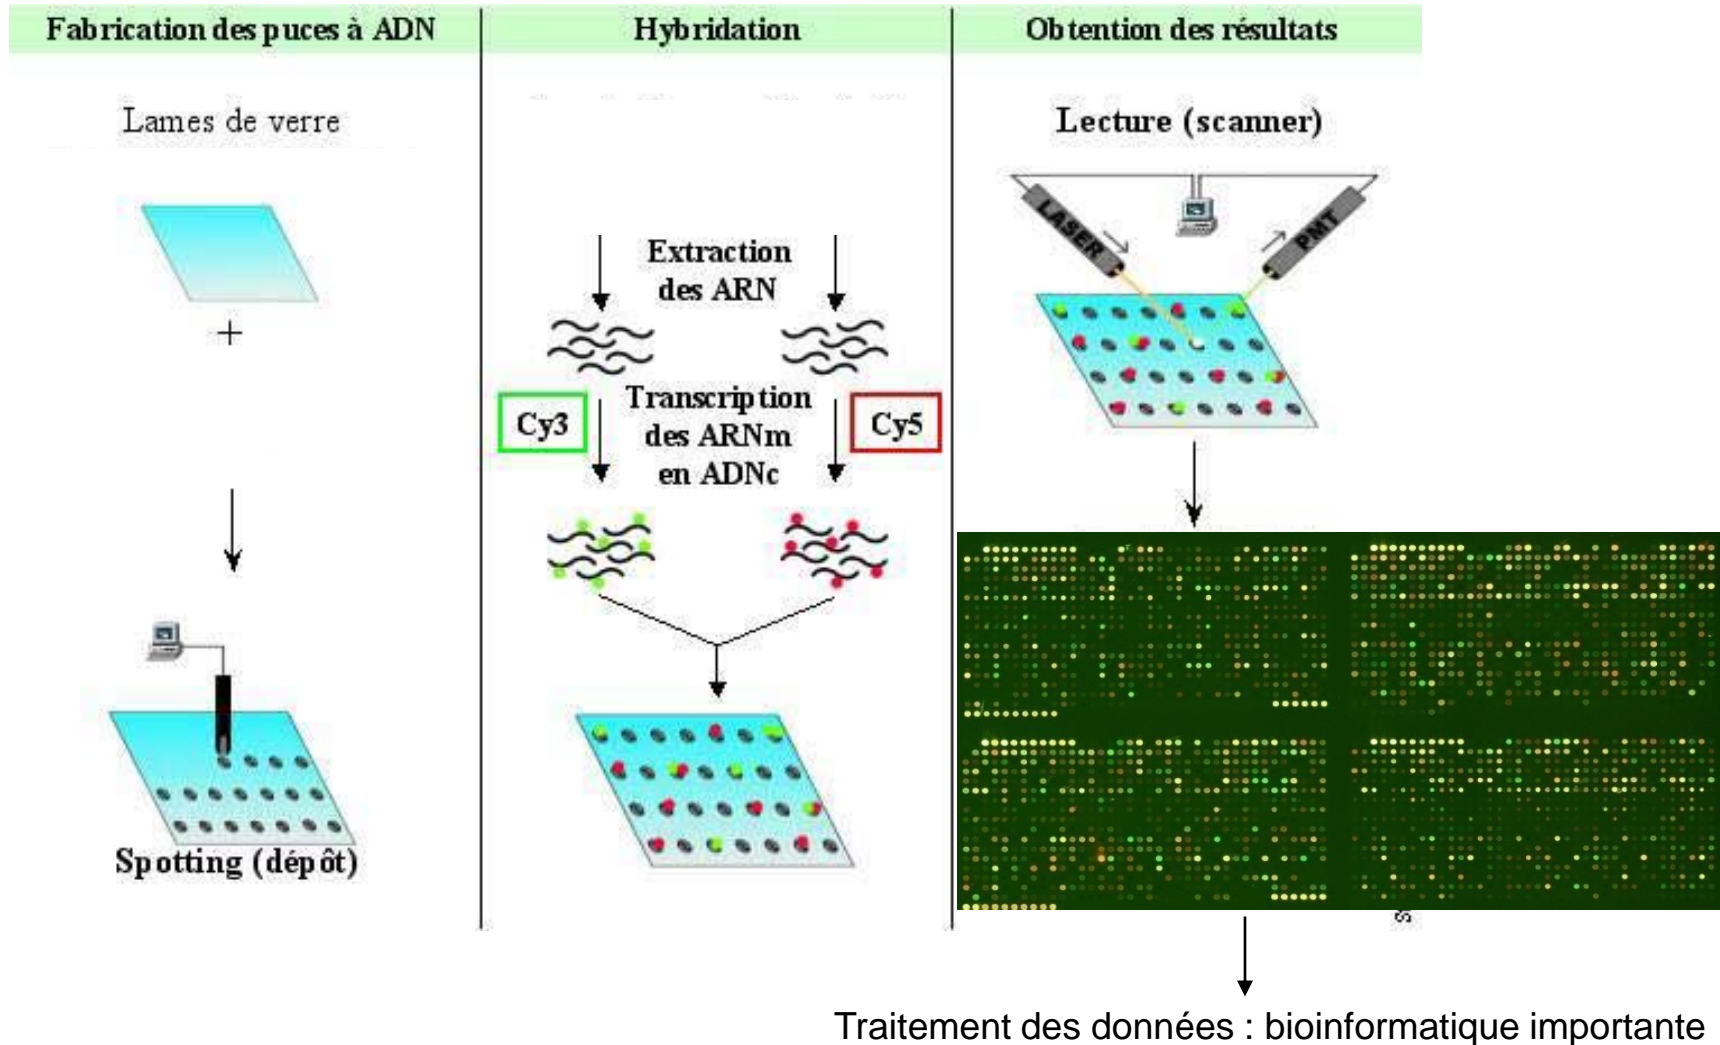 Fabrication des puces à ADN
Lames de verre
+
Spotting (dépôt)
Hybridation
Extraction
des ARN
Cy3
Transcription
des ARNm
en ADNc
Cy5
Obtention des résultats
Lecture (scanner)
LASER
PMT
Traitement des données : bioinformatique importante